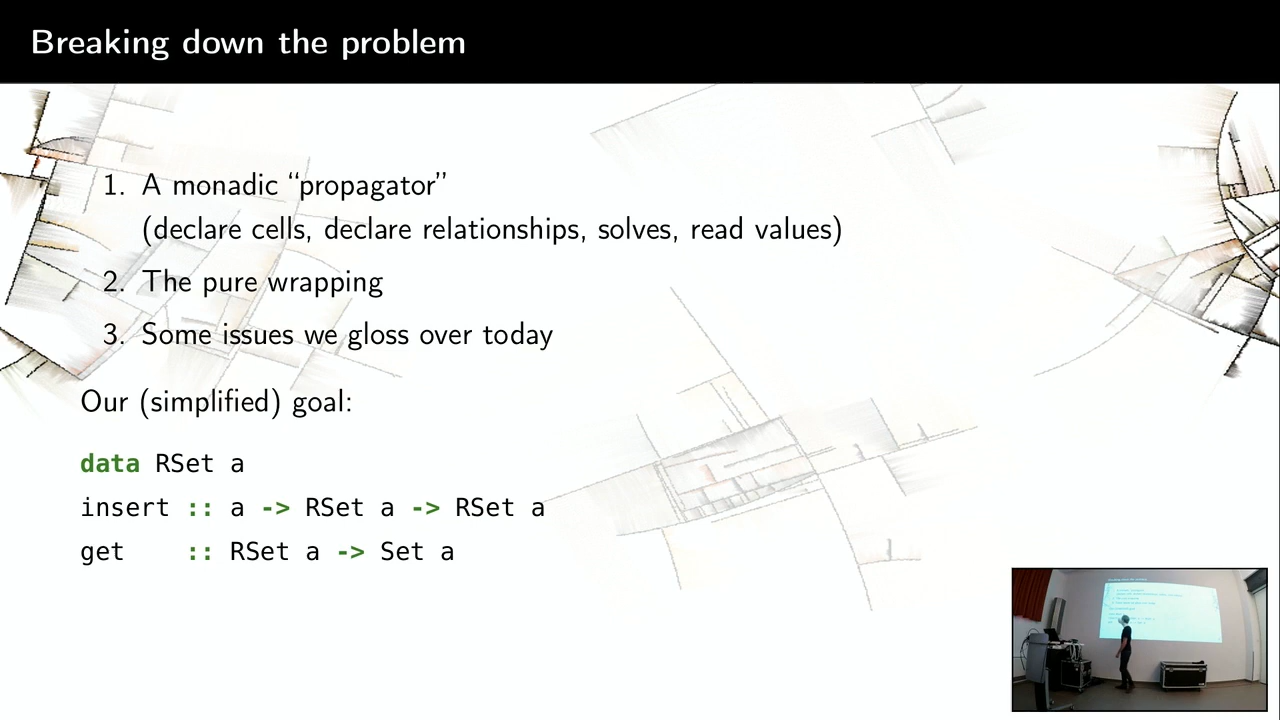 Breaking down the problem
1. A monadic “propagator”
(declare cells, declare relationships, solves, read values)
2. The pure wrapping
3. Some issues we gloss over today
Our (simplified) goal:
data RSet a
insert :: a -> RSet a -> RSet a
get    :: RSet a -> Set a